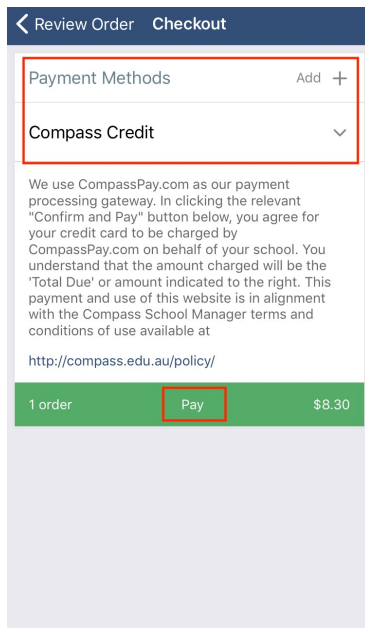 Review Order Checkout
Payment Methods Add +
Compass Credit
We use CompassPay.com as our payment
processing gateway. In clicking the relevant
"Confirm and Pay" button below, you agree for
your credit card to be charged by
CompassPay.com on behalf of your school. You
understand that the amount charged will be the
'Total Due' or amount indicated to the right. This
payment and use of this website is in alignment
with the Compass School Manager terms and
conditions of use available at
http://compass.edu.au/policy/
1 order Pay $8.30